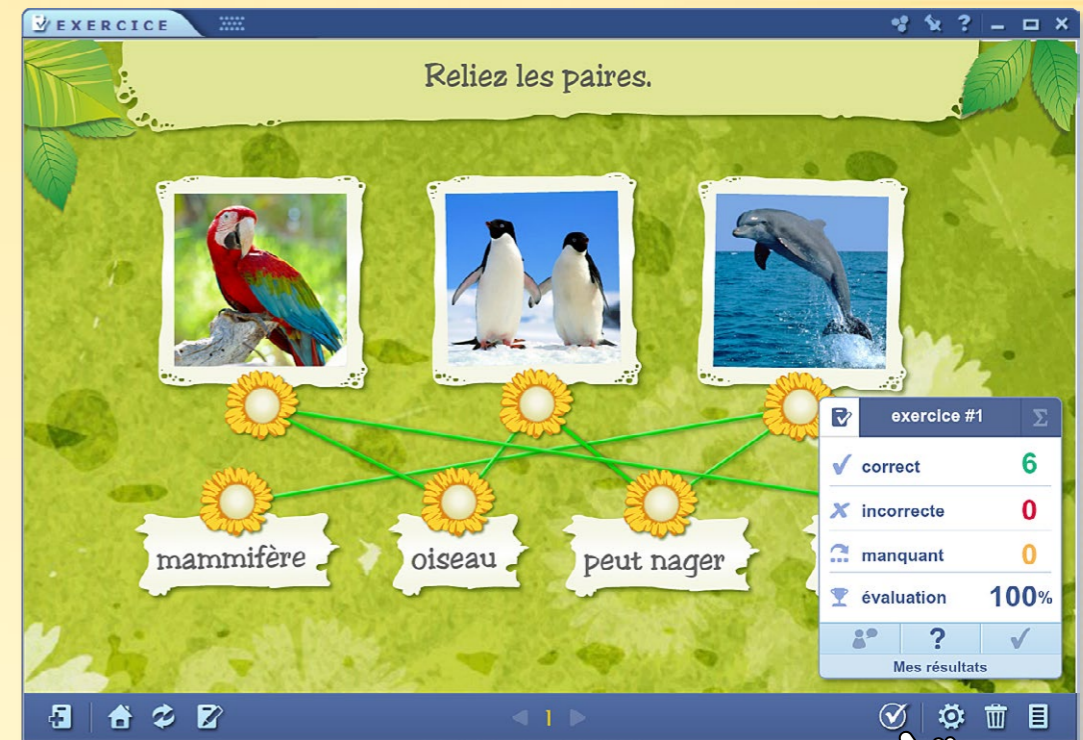 EXERCICE
?
Reliez les paires.
exercice #1 Σ
correct 6
incorrecte 0
manquant 0
évaluation 100%
?
Mes résultats
mammifère
oiseau
peut nager
1